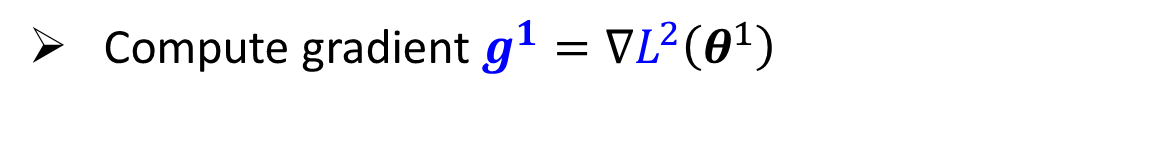 ➢ Compute gradient g¹ = ∇L²(θ¹)